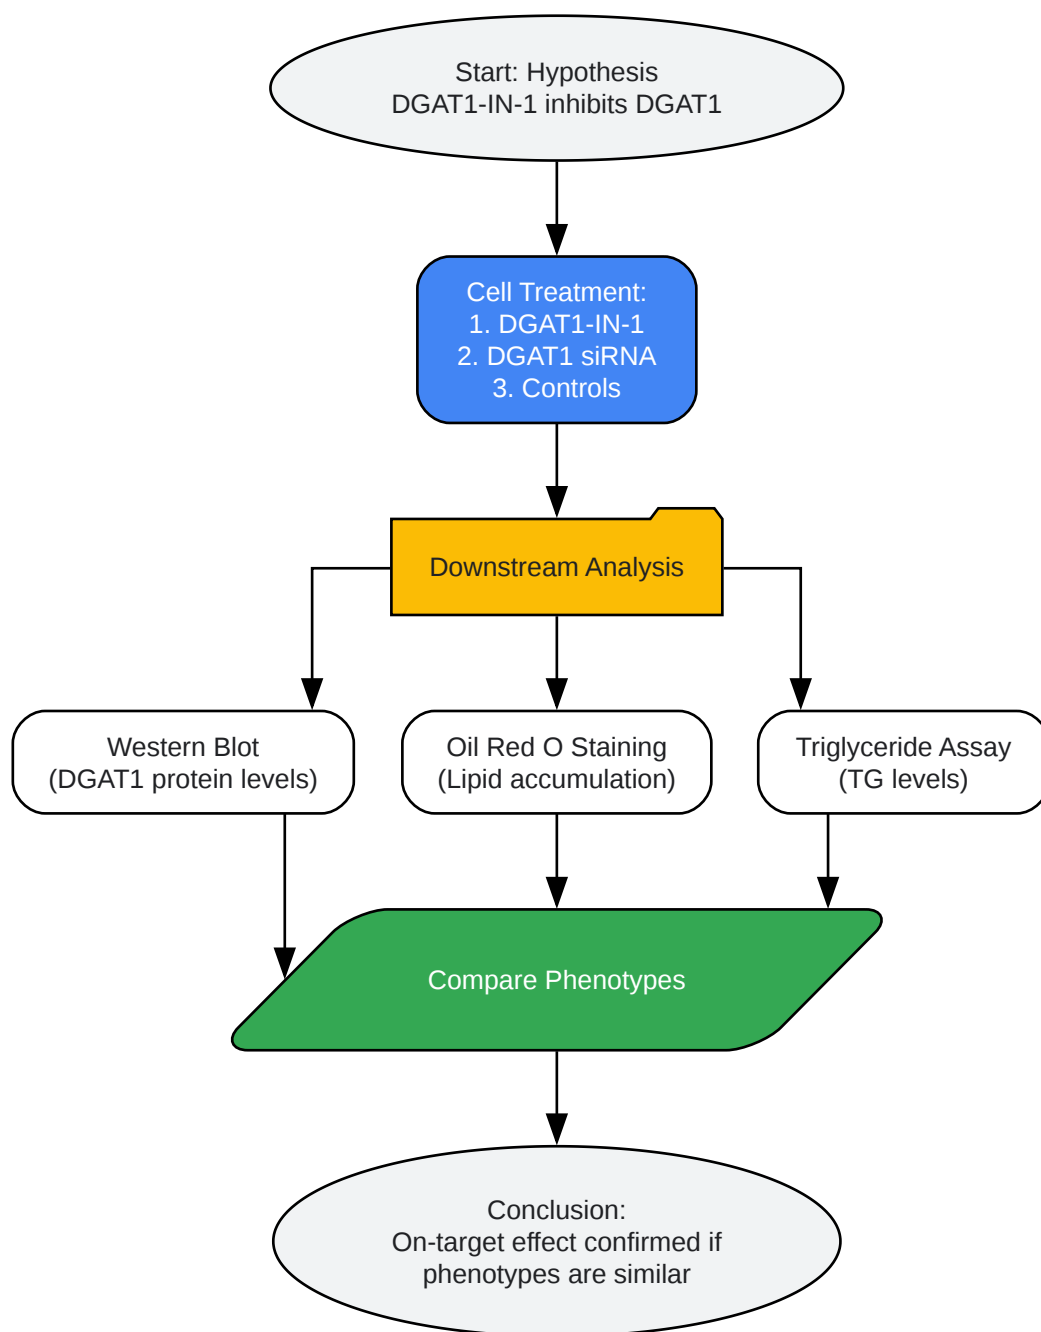 Start: Hypothesis
DGAT1-IN-1 inhibits DGAT1
Cell Treatment:
1. DGAT1-IN-1
2. DGAT1 siRNA
3. Controls
Downstream Analysis
Western Blot
(DGAT1 protein levels)
Oil Red O Staining
(Lipid accumulation)
Triglyceride Assay
(TG levels)
Compare Phenotypes
Conclusion:
On-target effect confirmed if
phenotypes are similar